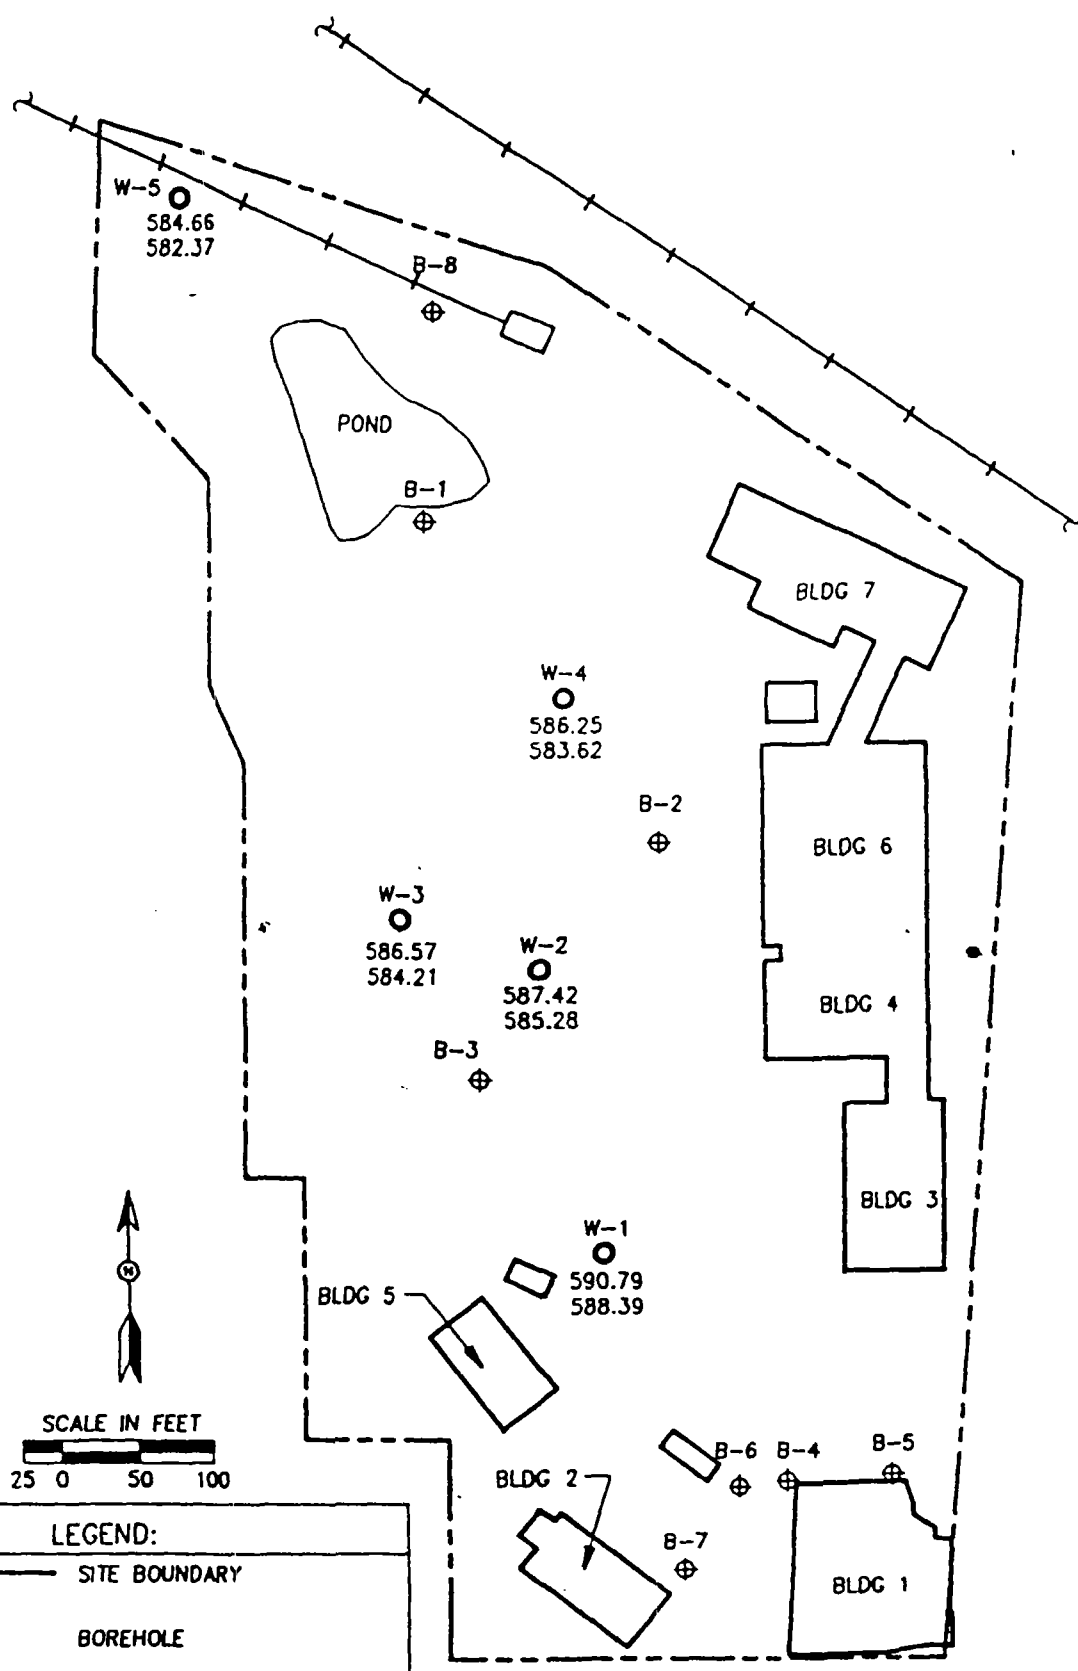 W-5
584.66
582.37
B-8
POND
B-1
BLDG 7
W-4
586.25
583.62
B-2
BLDG 6
W-3
586.57
584.21
W-2
587.42
585.28
BLDG 4
B-3
BLDG 3
W-1
590.79
588.39
N
BLDG 5
SCALE IN FEET
25 0 50 100
B-6 B-4 B-5
BLDG 2
B-7
BLDG 1
LEGEND:
SITE BOUNDARY
BOREHOLE